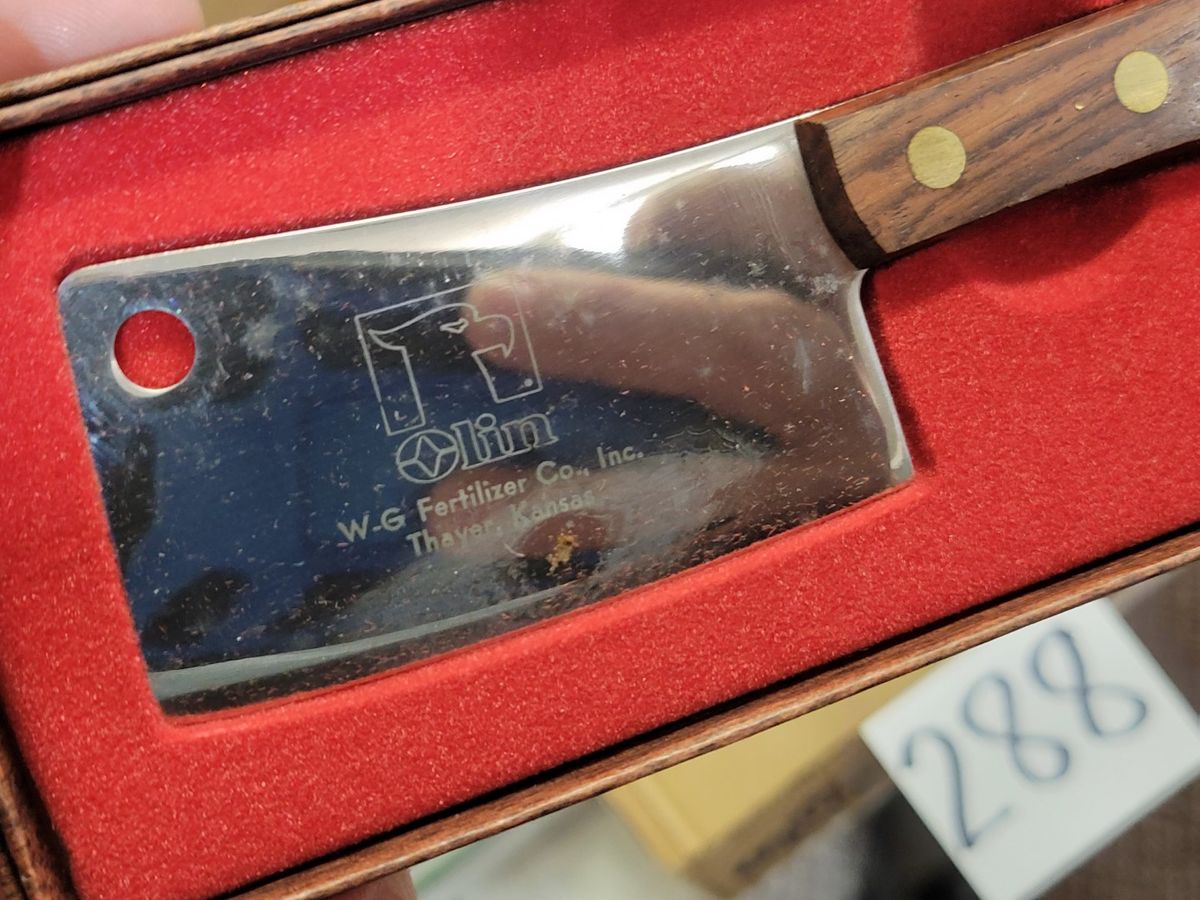 Olin
W-G Fertilizer Co., Inc.
Thayer, Kansas
288